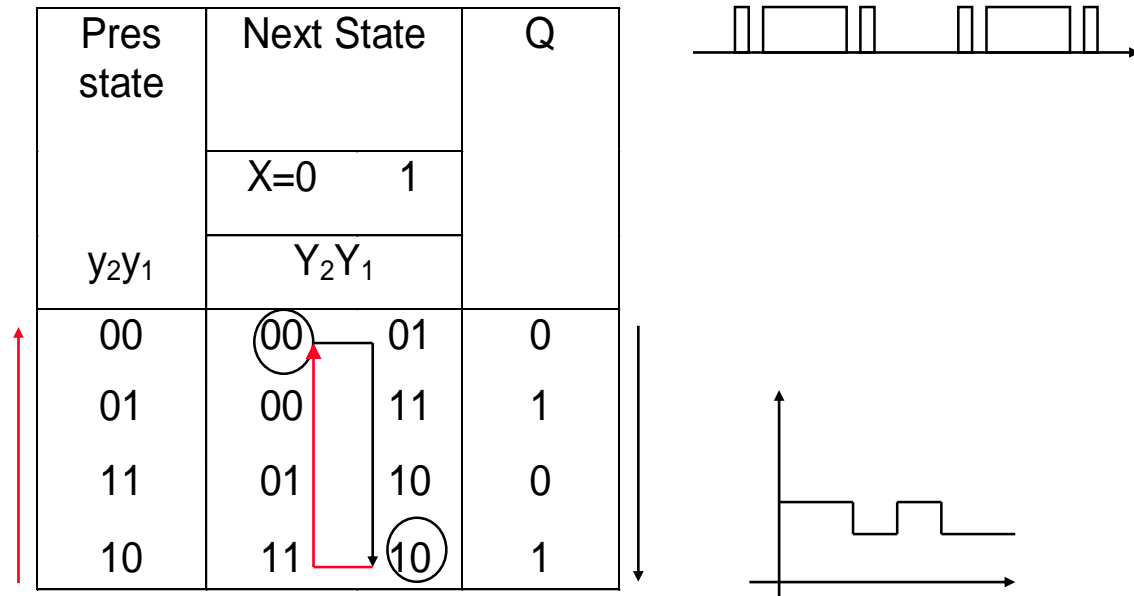 Pres Next State Q
state
X=0 1
y₂y₁ Y₂Y₁
00 00 01 0
01 00 11 1
11 01 10 0
10 11 10 1